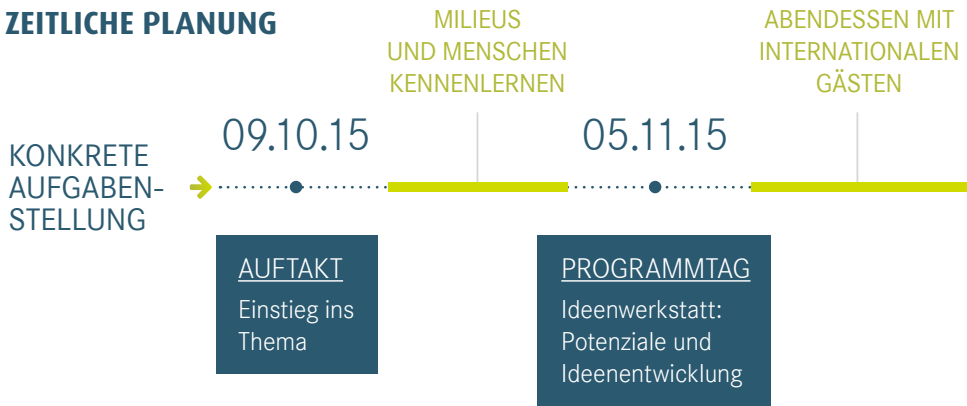 ZEITLICHE PLANUNG
MILIEUS
UND MENSCHEN
KENNENLERNEN
ABENDESSEN MIT
INTERNATIONALEN
GÄSTEN
KONKRETE
AUFGABEN-
STELLUNG
09.10.15
05.11.15
AUFTAKT
Einstieg ins
Thema
PROGRAMMTAG
Ideenwerkstatt:
Potenziale und
Ideenentwicklung